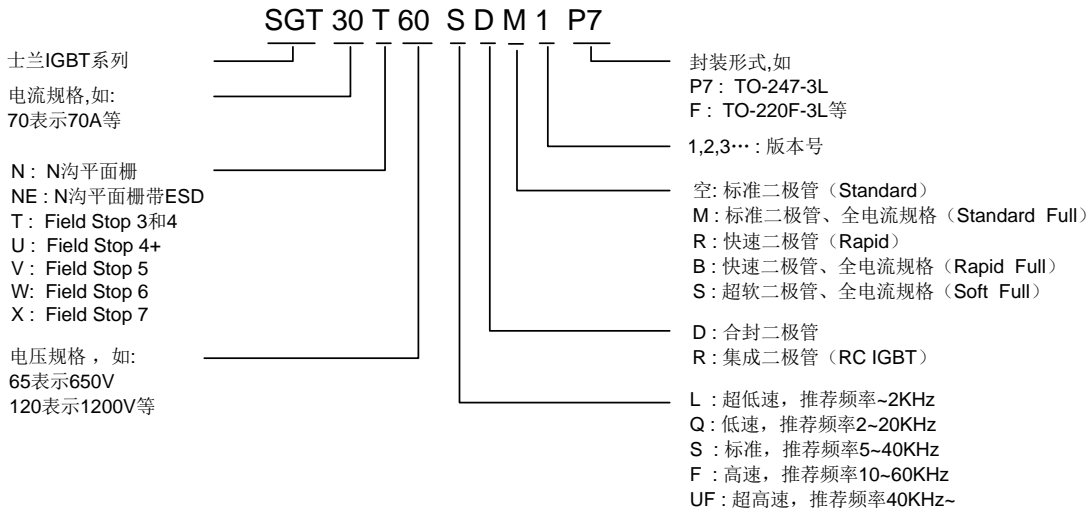 SGT 30 T 60 S D M 1 P7
士兰IGBT系列
电流规格,如:
70表示70A等
N : N沟平面栅
NE : N沟平面栅带ESD
T : Field Stop 3和4
U : Field Stop 4+
V : Field Stop 5
W: Field Stop 6
X : Field Stop 7
电压规格 ，如:
65表示650V
120表示1200V等
封装形式,如
P7 : TO-247-3L
F : TO-220F-3L等
1,2,3… : 版本号
空: 标准二极管（Standard）
M : 标准二极管、全电流规格（Standard Full）
R : 快速二极管（Rapid）
B : 快速二极管、全电流规格（Rapid Full）
S : 超软二极管、全电流规格（Soft Full）
D : 合封二极管
R : 集成二极管（RC IGBT）
L : 超低速，推荐频率~2KHz
Q : 低速，推荐频率2~20KHz
S : 标准，推荐频率5~40KHz
F : 高速，推荐频率10~60KHz
UF : 超高速，推荐频率40KHz~